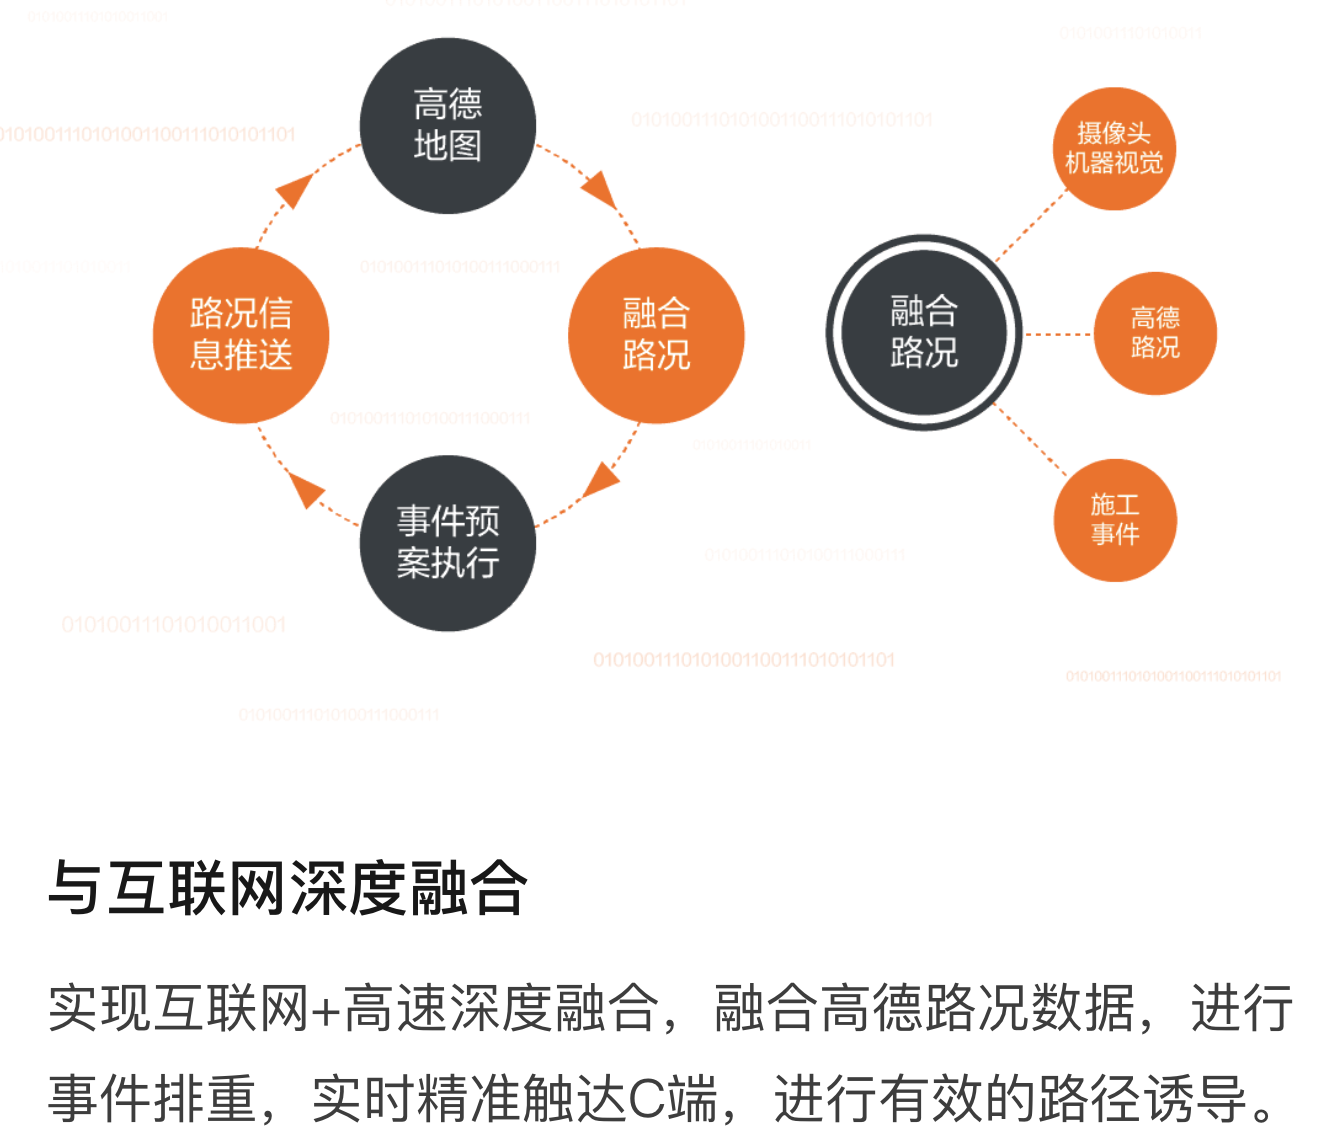 高德
地图
融合
路况
事件预
案执行
路况信
息推送
融合
路况
摄像头
机器视觉
高德
路况
施工
事件
与互联网深度融合
实现互联网+高速深度融合，融合高德路况数据，进行
事件排重，实时精准触达C端，进行有效的路径诱导。